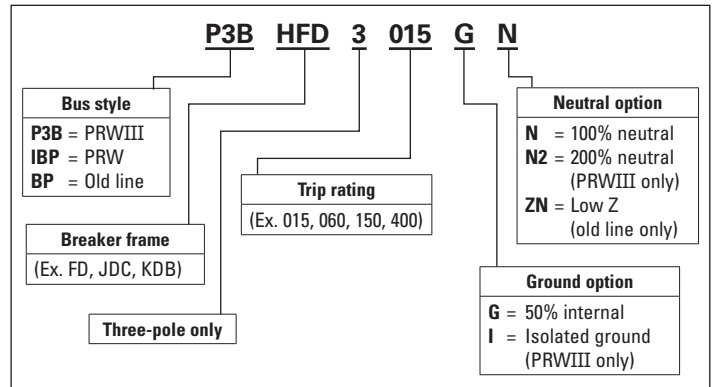 P3B HFD 3 015 G N
Bus style
P3B = PRWIII
IBP = PRW
BP = Old line
Breaker frame
(Ex. FD, JDC, KDB)
Three-pole only
Trip rating
(Ex. 015, 060, 150, 400)
Neutral option
N = 100% neutral
N2 = 200% neutral
(PRWIII only)
ZN = Low Z
(old line only)
Ground option
G = 50% internal
I = Isolated ground
(PRWIII only)